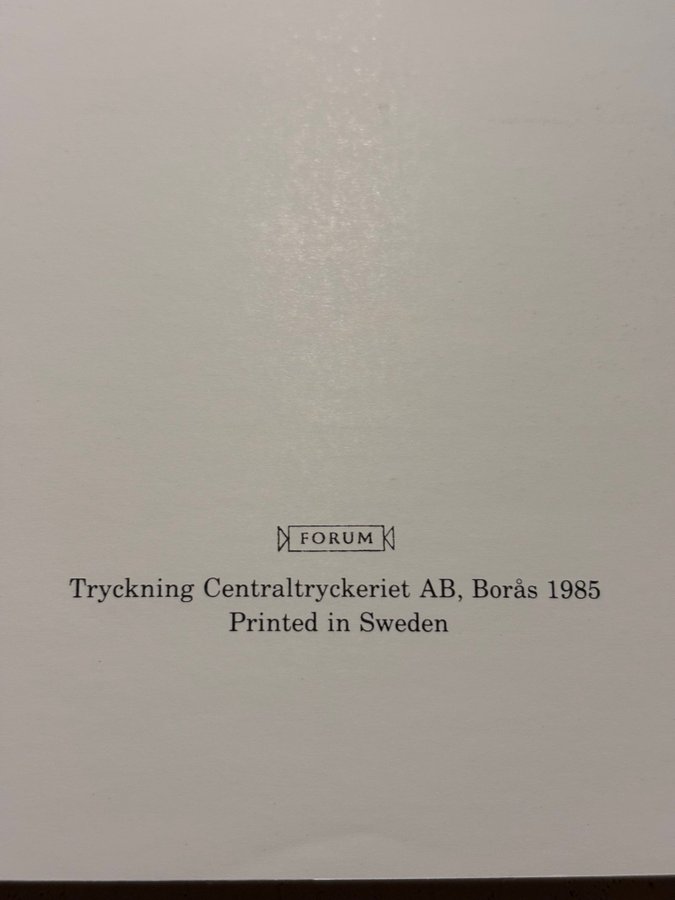 FORUM
Tryckning Centraltryckeriet AB, Borås 1985
Printed in Sweden